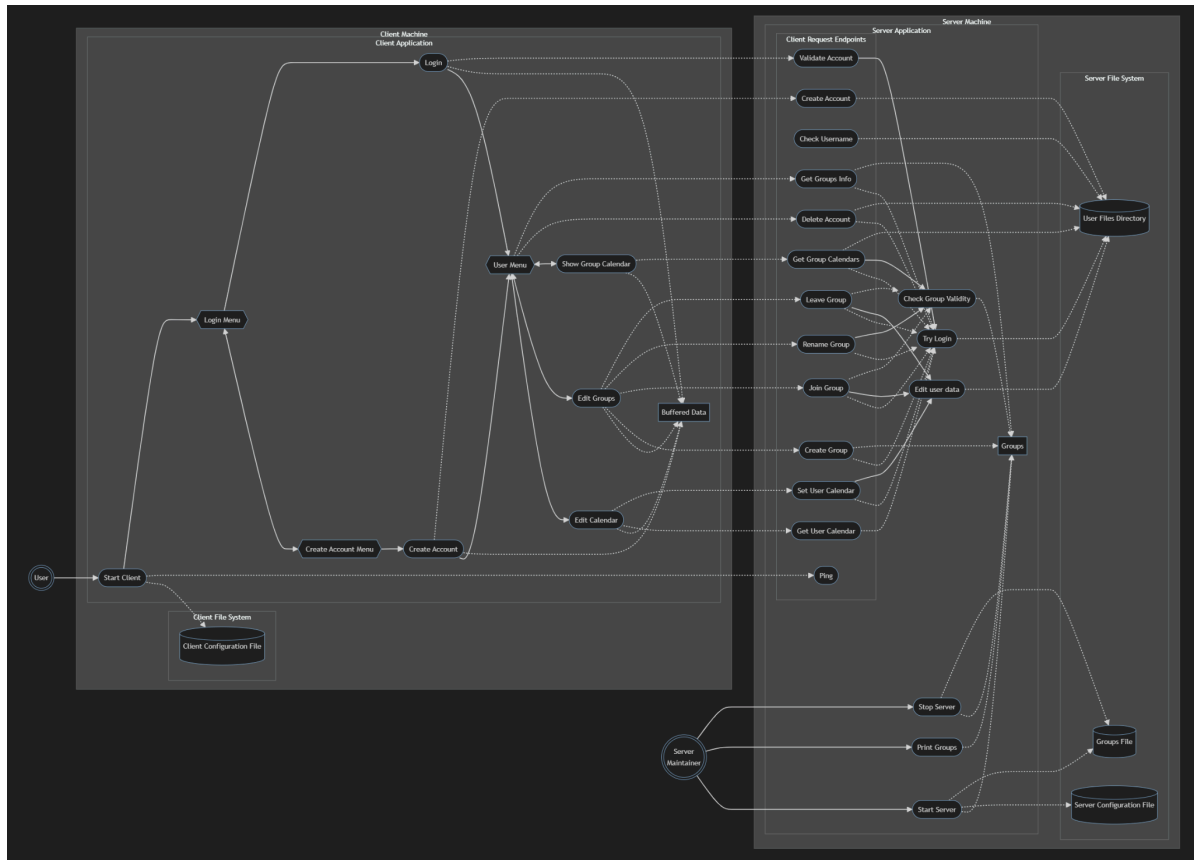 Client Machine
Client Application
Login
Login Menu
User Menu
Show Group Calendar
Edit Groups
Buffered Data
Edit Calendar
Create Account Menu
Create Account
User
Start Client
Client File System
Client Configuration File
Server Machine
Server Application
Client Request Endpoints
Validate Account
Create Account
Check Username
Get Groups Info
Delete Account
Get Group Calendars
Leave Group
Rename Group
Join Group
Create Group
Set User Calendar
Get User Calendar
Ping
Check Group Validity
Try Login
Edit user data
Groups
Server File System
User Files Directory
Server
Maintainer
Stop Server
Print Groups
Start Server
Groups File
Server Configuration File